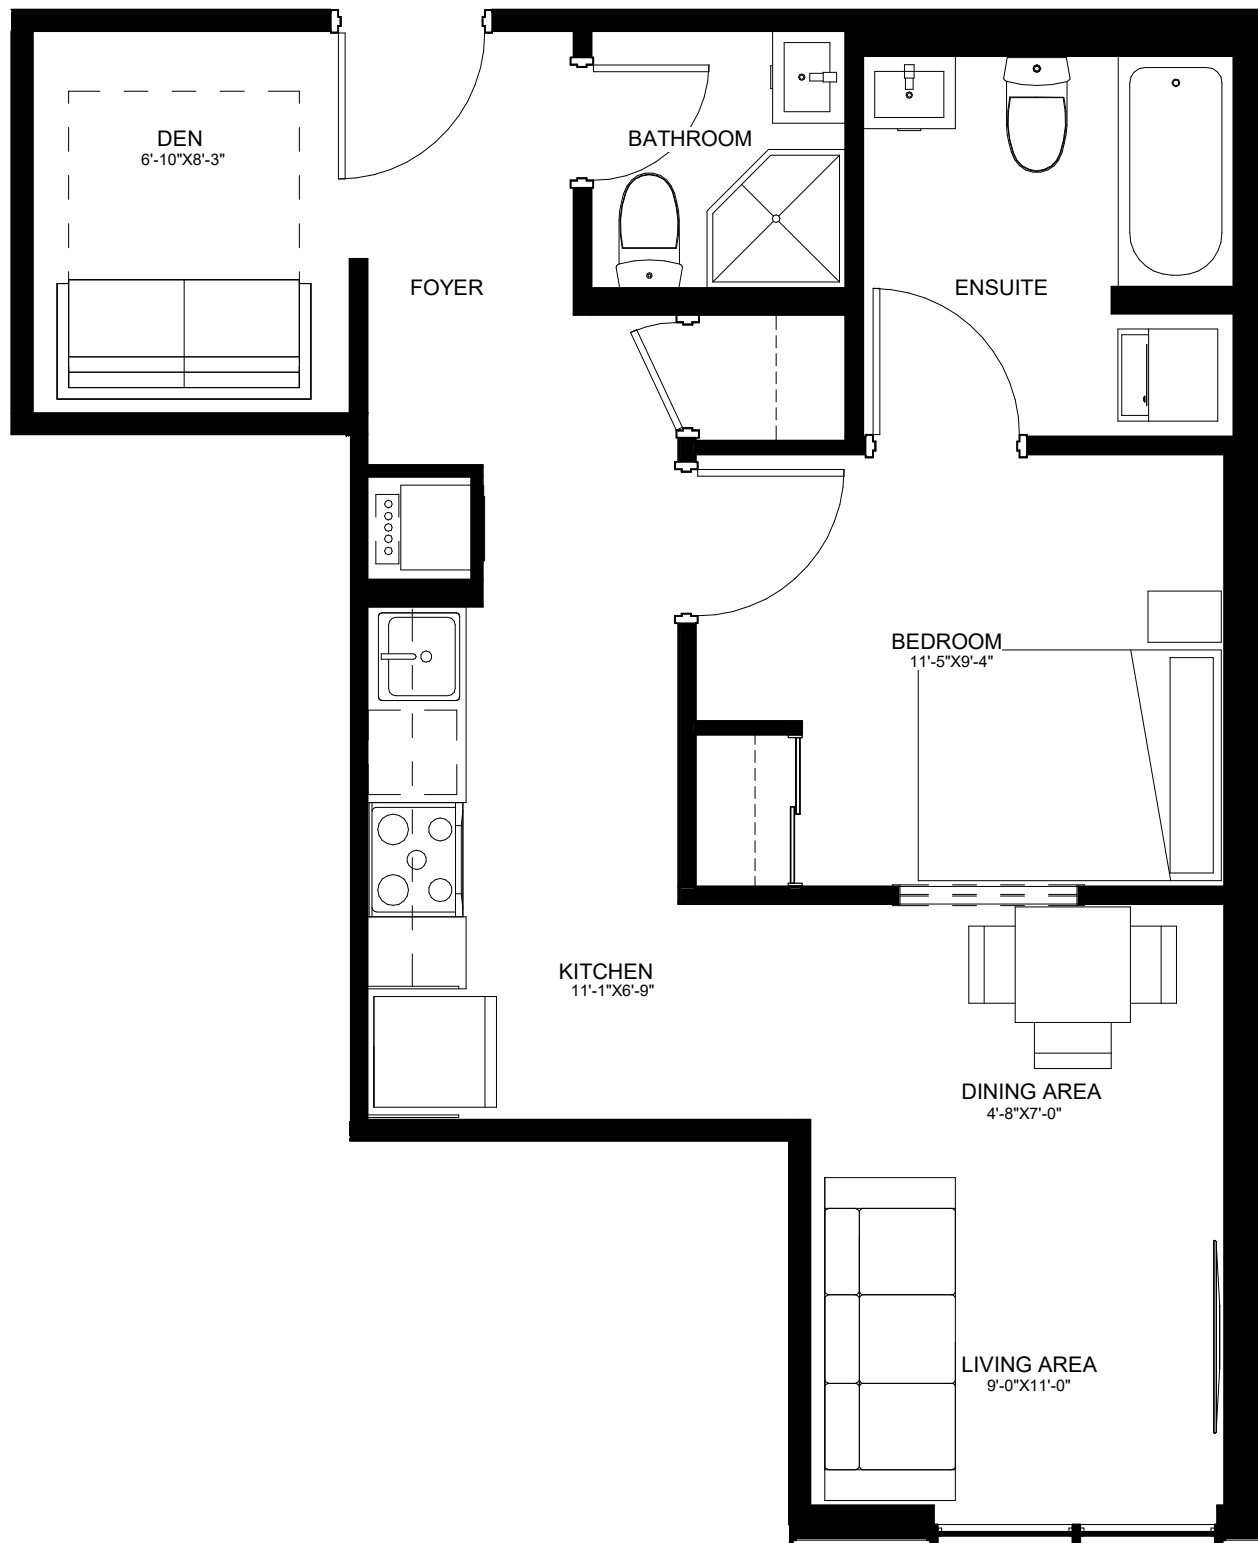 DEN
6'-10"X8'-3"
BATHROOM
FOYER
ENSUITE
BEDROOM
11'-5"X9'-4"
KITCHEN
11'-1"X6'-9"
DINING AREA
4'-8"X7'-0"
LIVING AREA
9'-0"X11'-0"